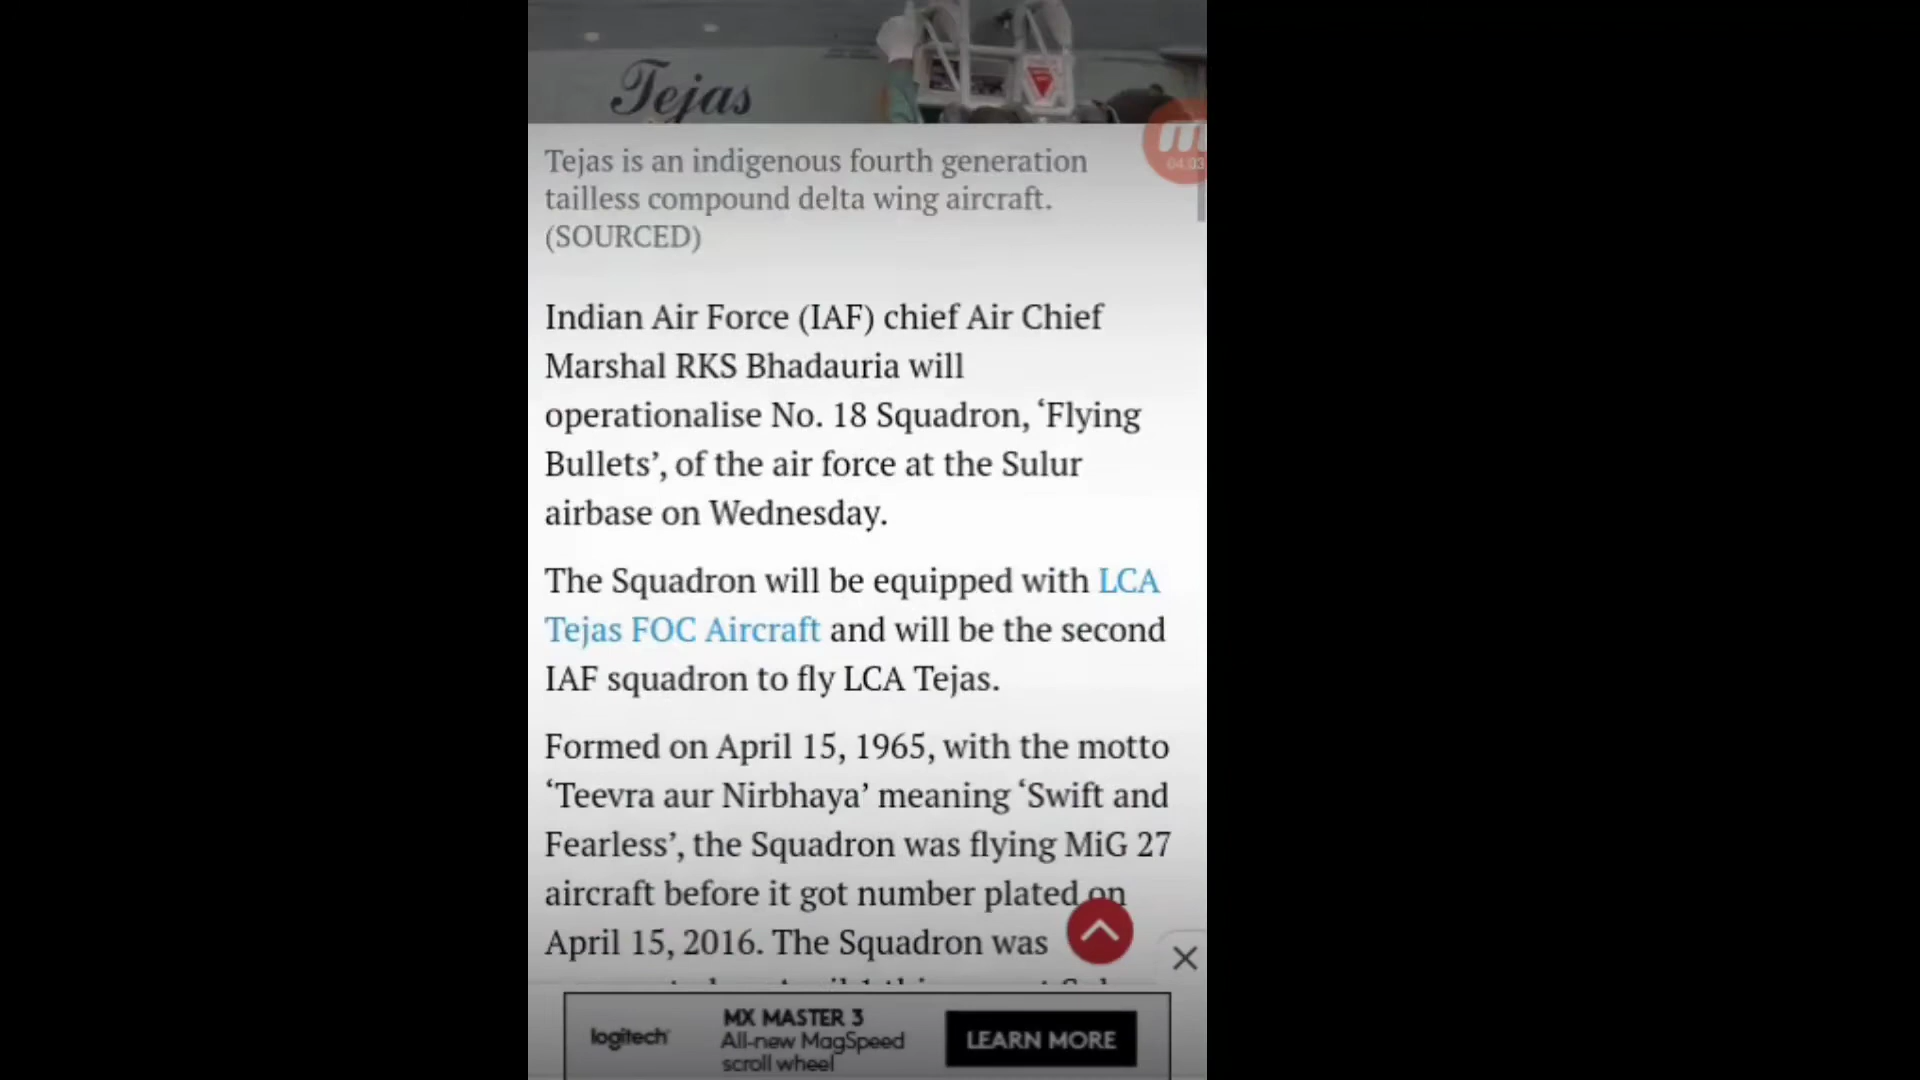 Tejas
04:03
Tejas is an indigenous fourth generation
tailless compound delta wing aircraft.
(SOURCED)
Indian Air Force (IAF) chief Air Chief
Marshal RKS Bhadauria will
operationalise No. 18 Squadron, ‘Flying
Bullets’, of the air force at the Sulur
airbase on Wednesday.
The Squadron will be equipped with LCA
Tejas FOC Aircraft and will be the second
IAF squadron to fly LCA Tejas.
Formed on April 15, 1965, with the motto
‘Teevra aur Nirbhaya’ meaning ‘Swift and
Fearless’, the Squadron was flying MiG 27
aircraft before it got number plated on
April 15, 2016. The Squadron was
logitech
MX MASTER 3
All-new MagSpeed
scroll wheel
LEARN MORE